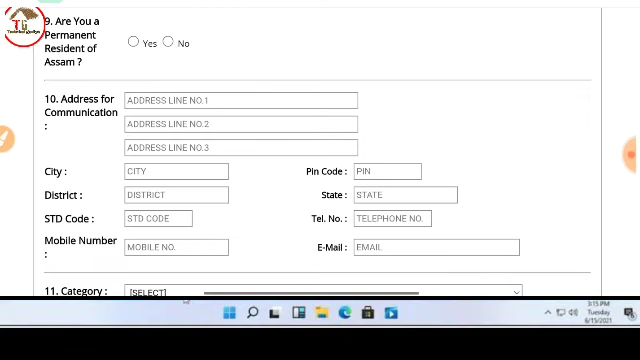 TG
9. Are You a Permanent Resident of Assam ?
Yes No
10. Address for Communication :
ADDRESS LINE NO.1
ADDRESS LINE NO.2
ADDRESS LINE NO.3
City : CITY Pin Code : PIN
District : DISTRICT State : STATE
STD Code : STD CODE Tel. No. : TELEPHONE NO.
Mobile Number : MOBILE NO. E-Mail : EMAIL
11. Category : [SELECT]
3:15 PM
Tuesday
6/15/2021